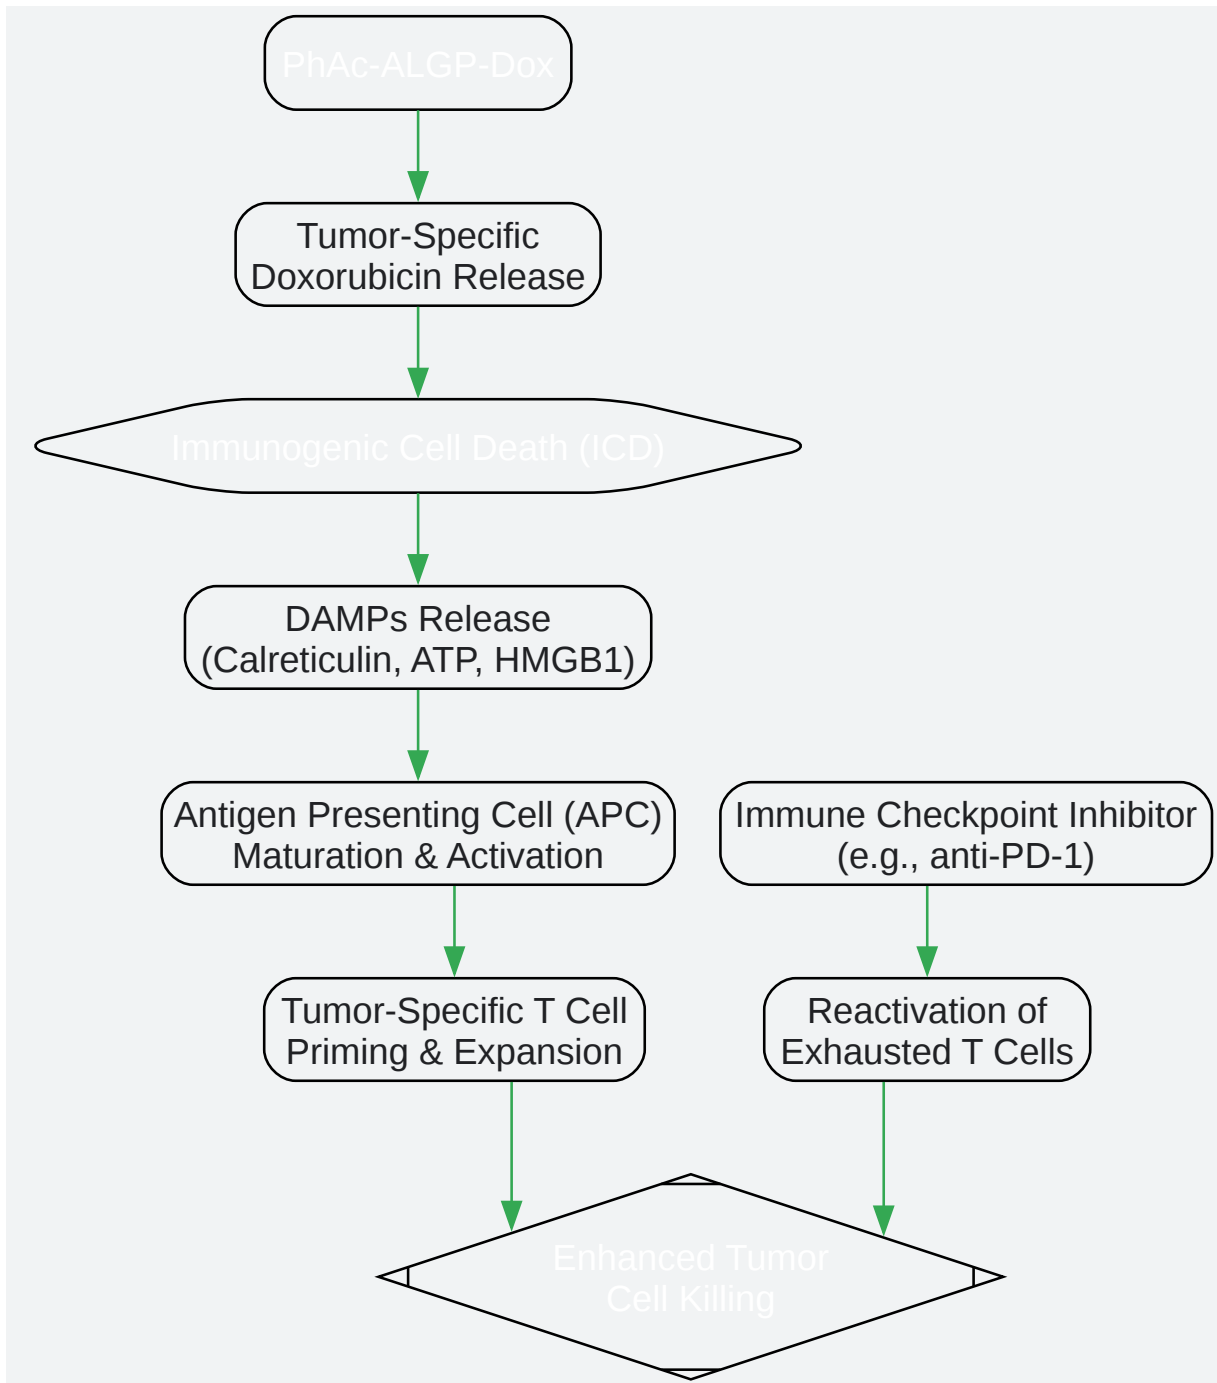 PhAc-ALGP-Dox
Tumor-Specific
Doxorubicin Release
Immunogenic Cell Death (ICD)
DAMPs Release
(Calreticulin, ATP, HMGB1)
Antigen Presenting Cell (APC)
Maturation & Activation
Immune Checkpoint Inhibitor
(e.g., anti-PD-1)
Tumor-Specific T Cell
Priming & Expansion
Reactivation of
Exhausted T Cells
Enhanced Tumor
Cell Killing